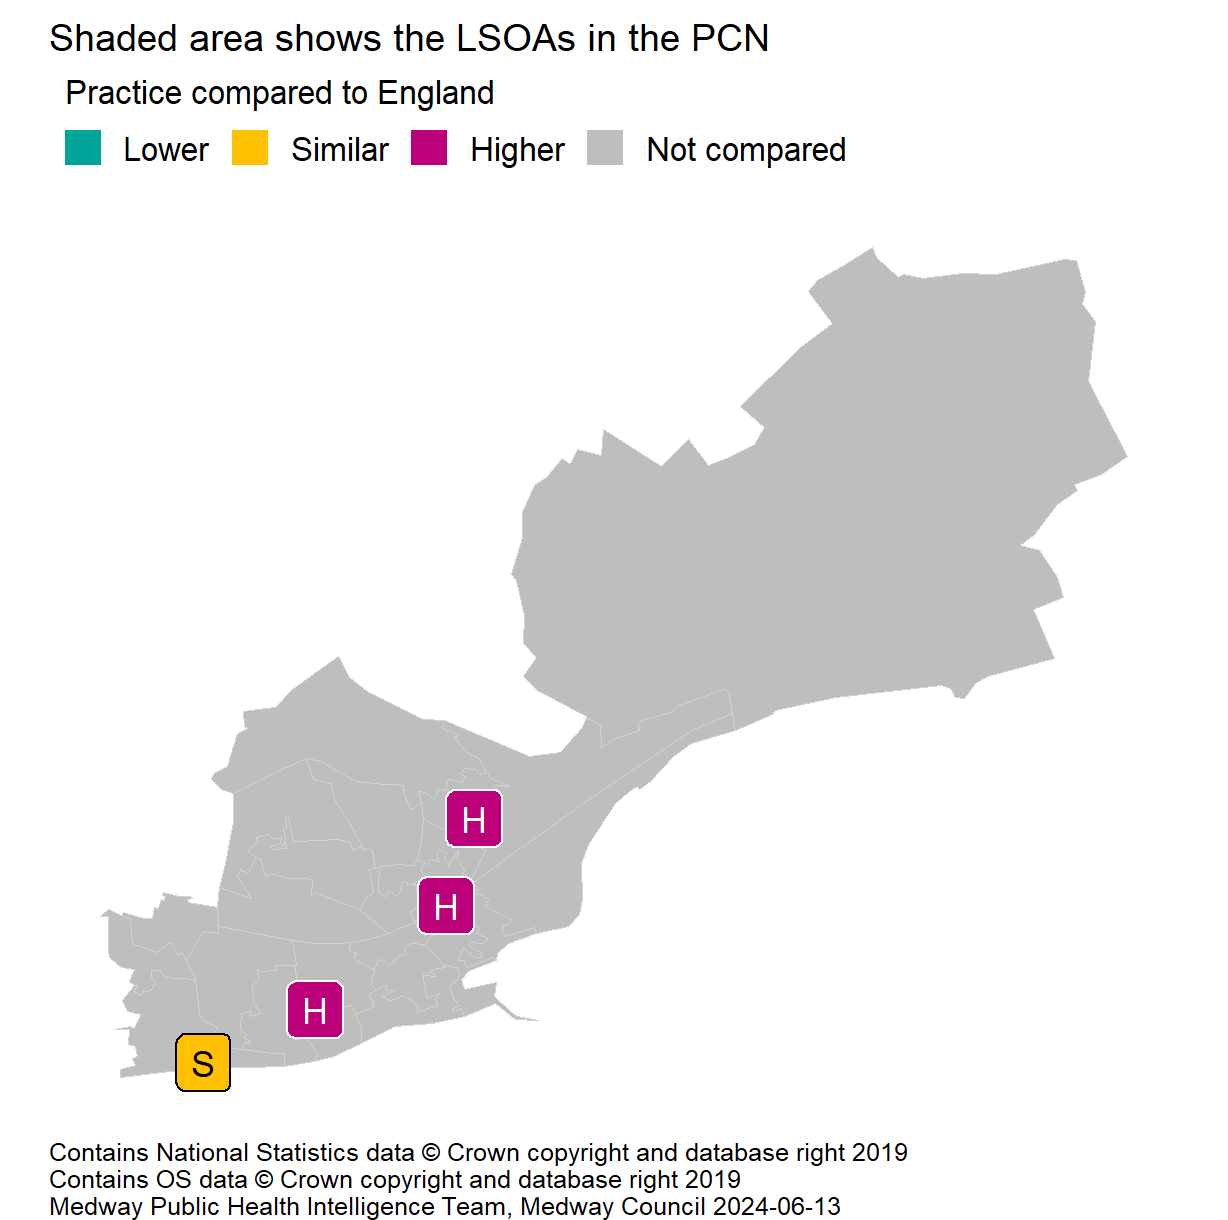 Shaded area shows the LSOAs in the PCN
Practice compared to England
Lower Similar Higher Not compared
H
H
H
S
Contains National Statistics data © Crown copyright and database right 2019
Contains OS data © Crown copyright and database right 2019
Medway Public Health Intelligence Team, Medway Council 2024-06-13